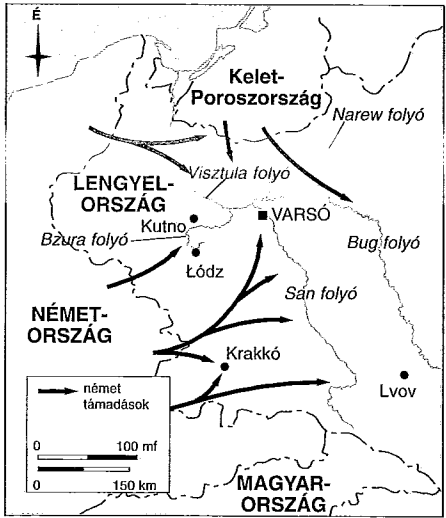 É
Kelet-
Poroszország
Narew folyó
Visztula folyó
LENGYEL-
ORSZÁG
Kutno
VARSÓ
Bzura folyó
Bug folyó
Łódz
San folyó
NÉMET-
ORSZÁG
Krakkó
Lvov
német
támadások
0 100 mf
0 150 km
MAGYAR-
ORSZÁG